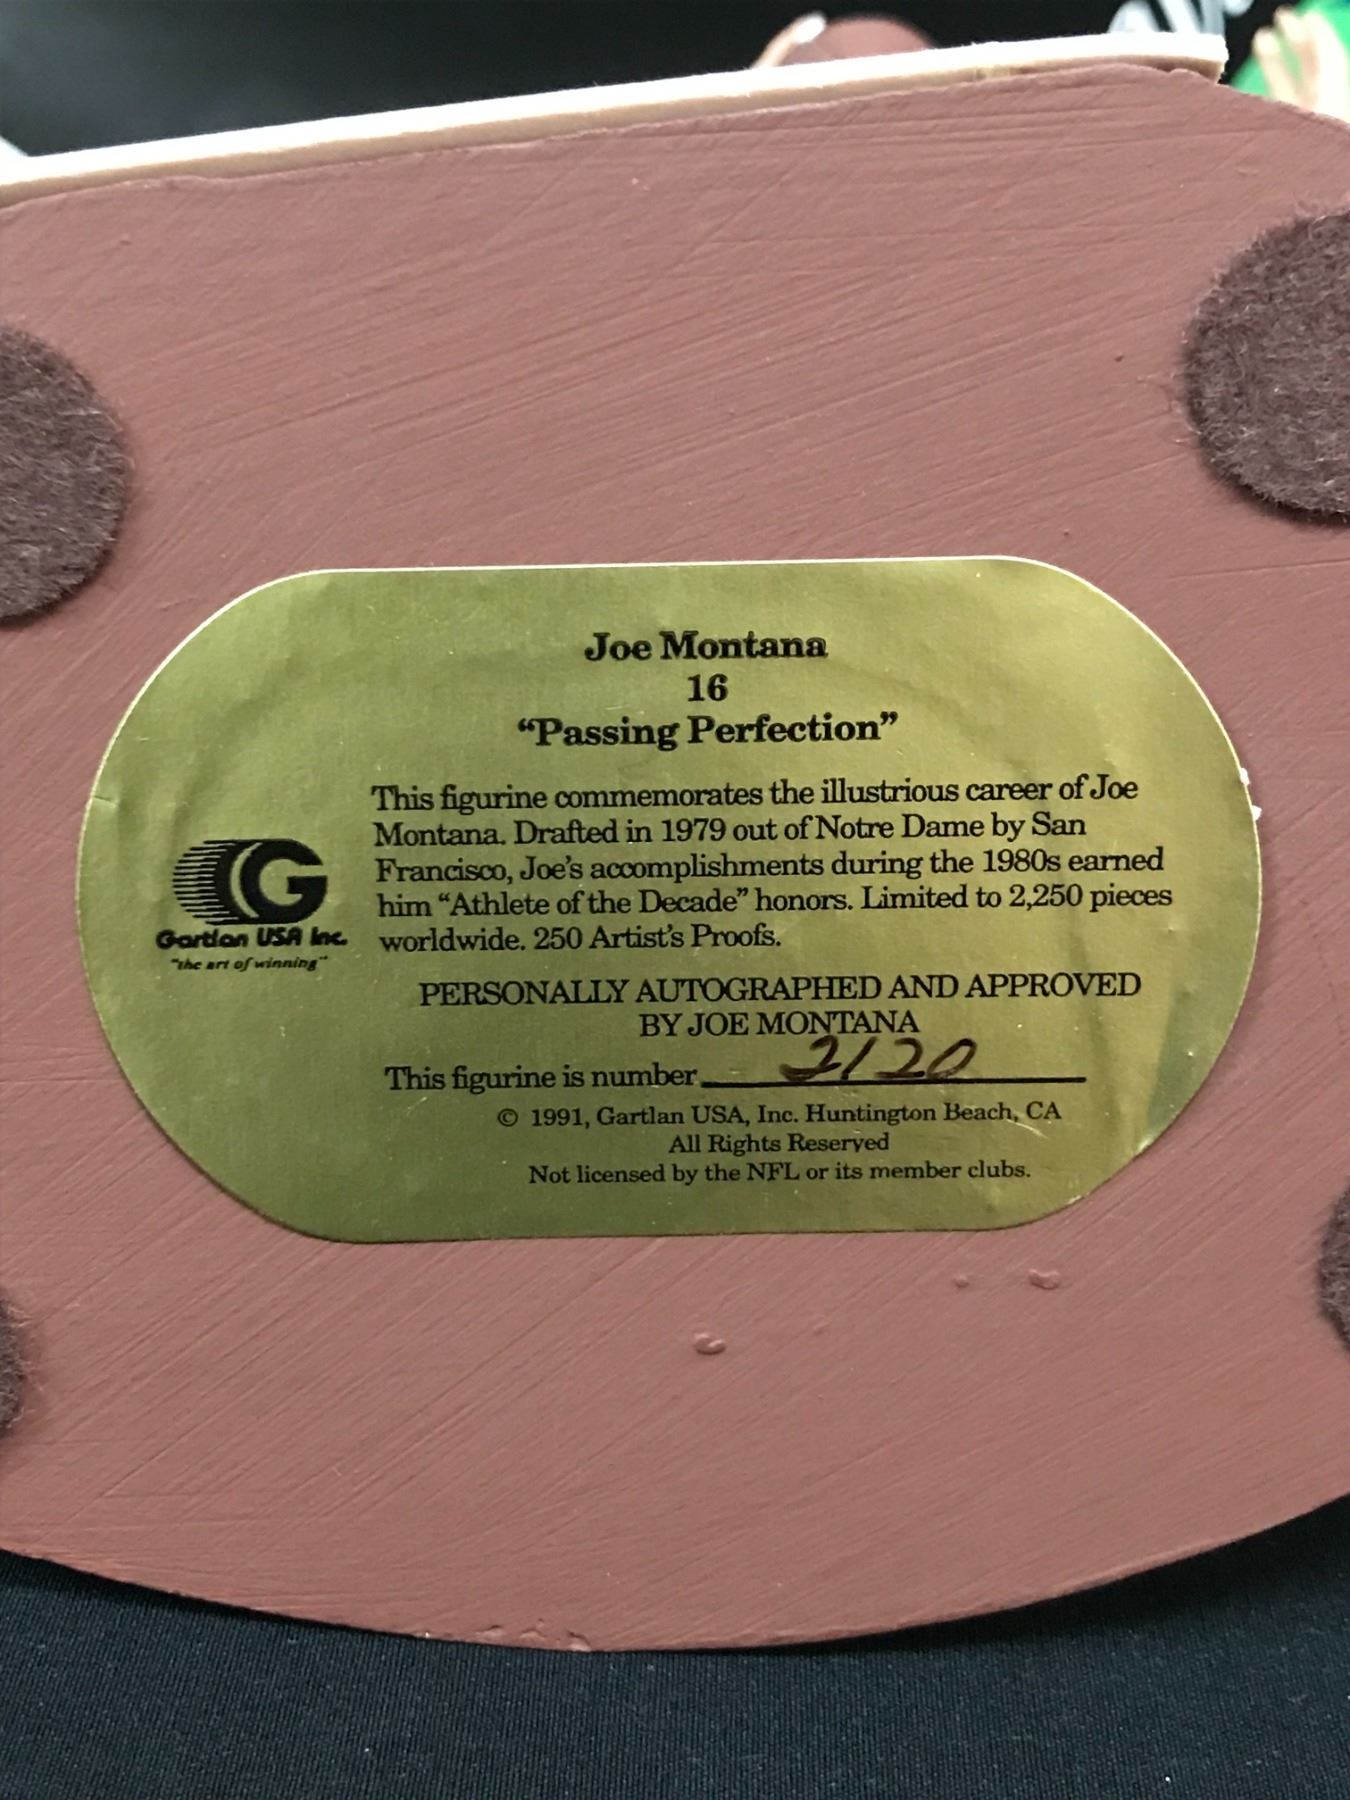 Joe Montana
16
“Passing Perfection”
This figurine commemorates the illustrious career of Joe
Montana. Drafted in 1979 out of Notre Dame by San
Francisco, Joe’s accomplishments during the 1980s earned
him “Athlete of the Decade” honors. Limited to 2,250 pieces
worldwide. 250 Artist’s Proofs.
G
Gartlan USA Inc.
"the art of winning"
PERSONALLY AUTOGRAPHED AND APPROVED
BY JOE MONTANA
This figurine is number 2120
© 1991, Gartlan USA, Inc. Huntington Beach, CA
All Rights Reserved
Not licensed by the NFL or its member clubs.